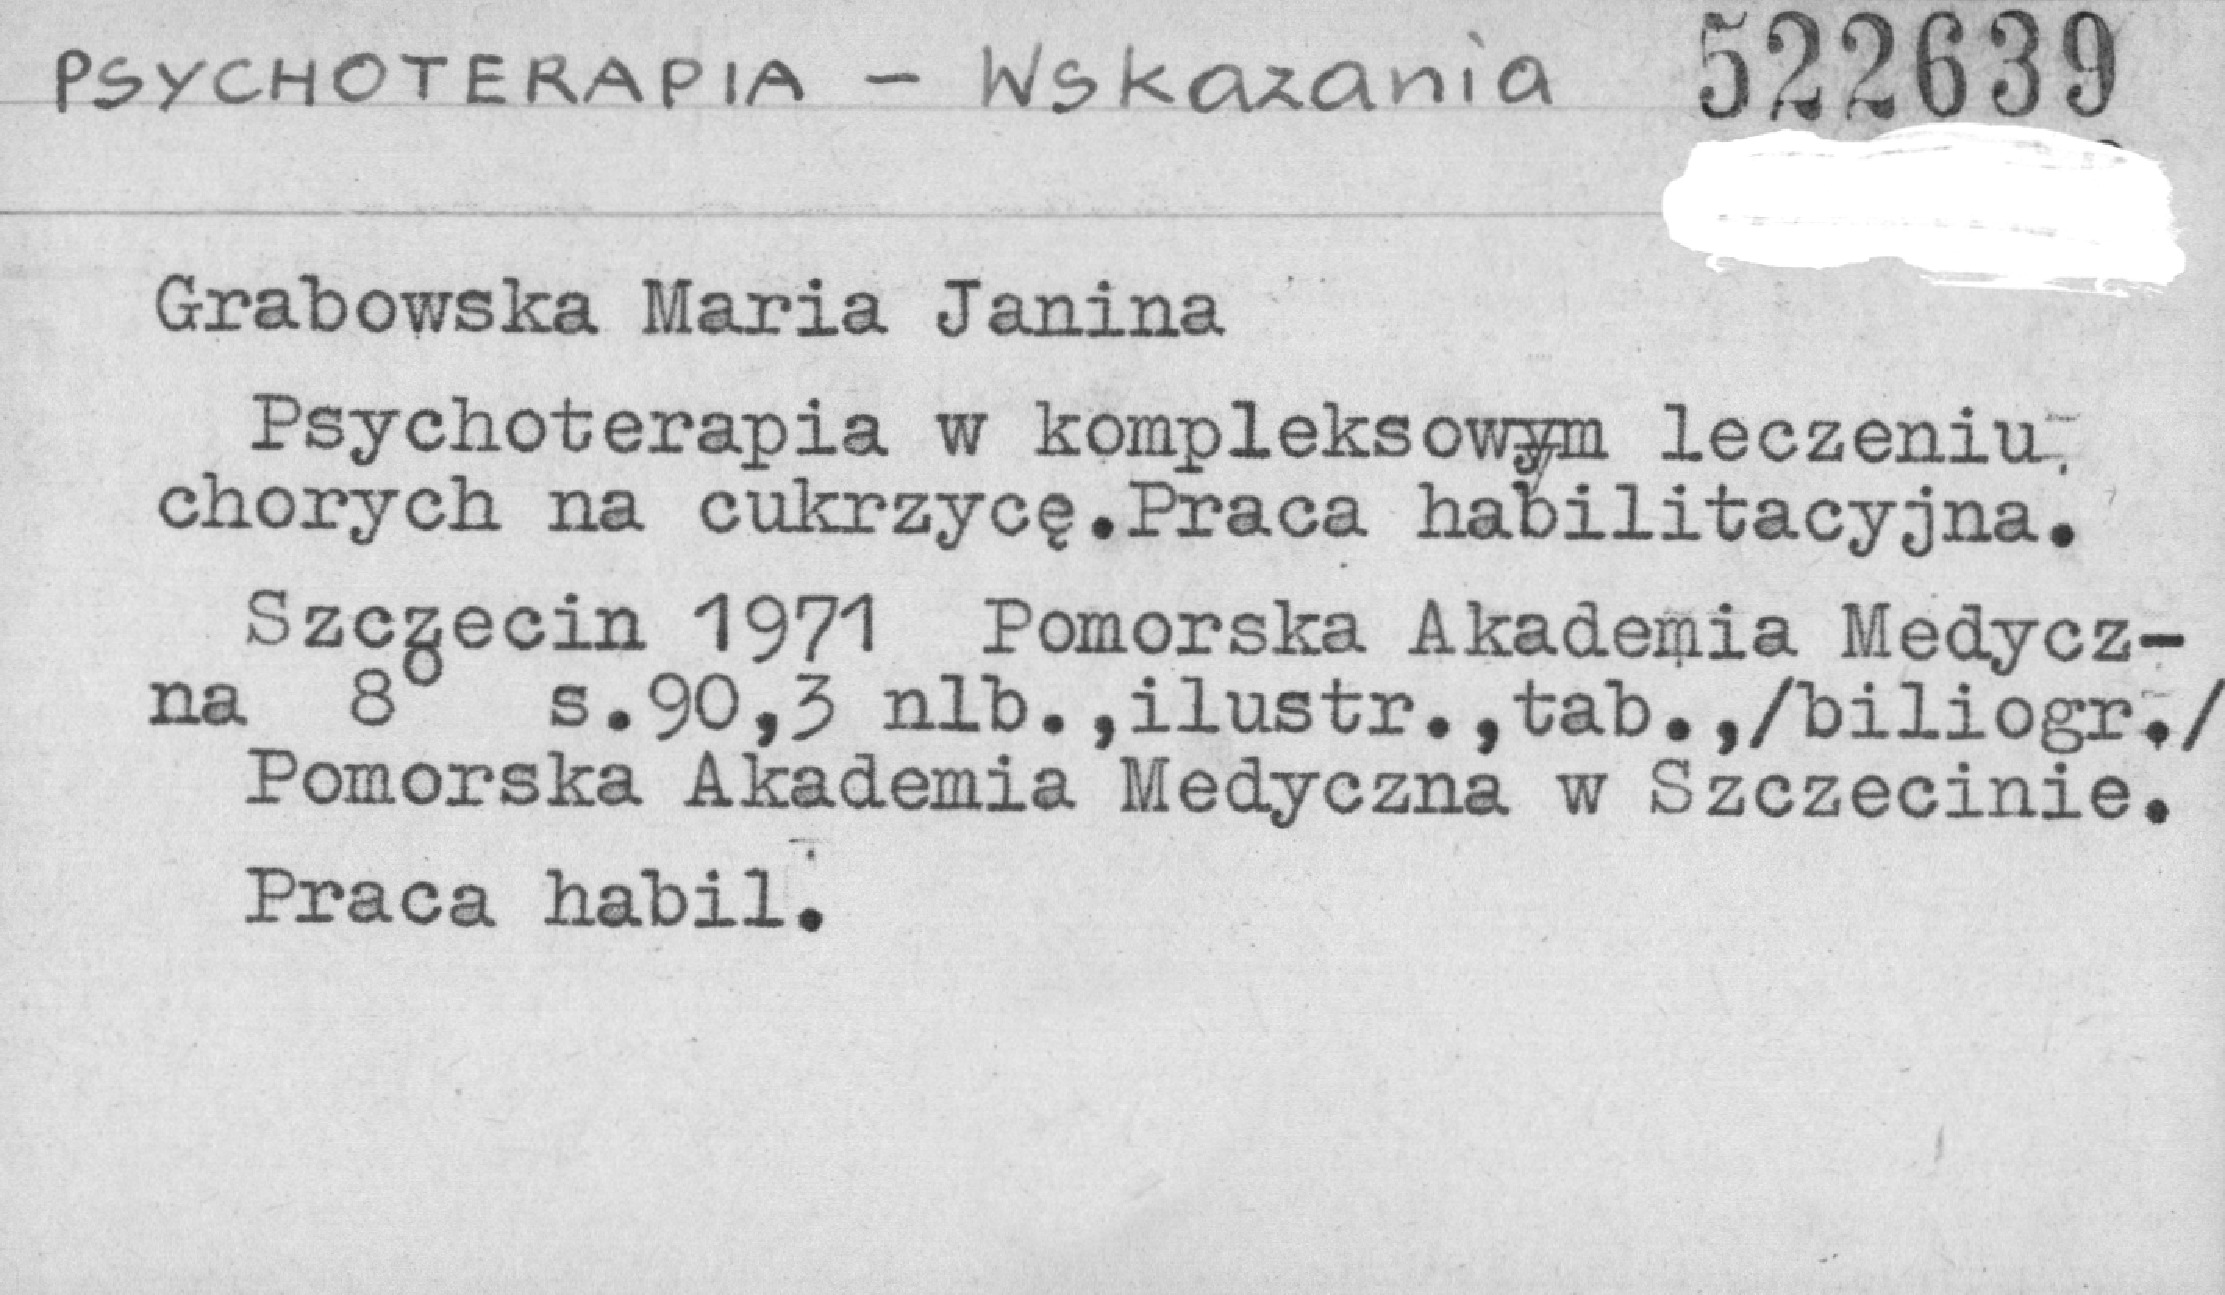 PSYCHOTERAPIA - Wskazania 522639
Grabowska Maria Janina
Psychoterapia w kompleksowym leczeniu
chorych na cukrzycę.Praca habilitacyjna.
Szczecin 1971 Pomorska Akademia Medycz-
na 8° s.90,3 nlb.,ilustr.,tab.,/biliogr./
Pomorska Akademia Medyczna w Szczecinie.
Praca habil.